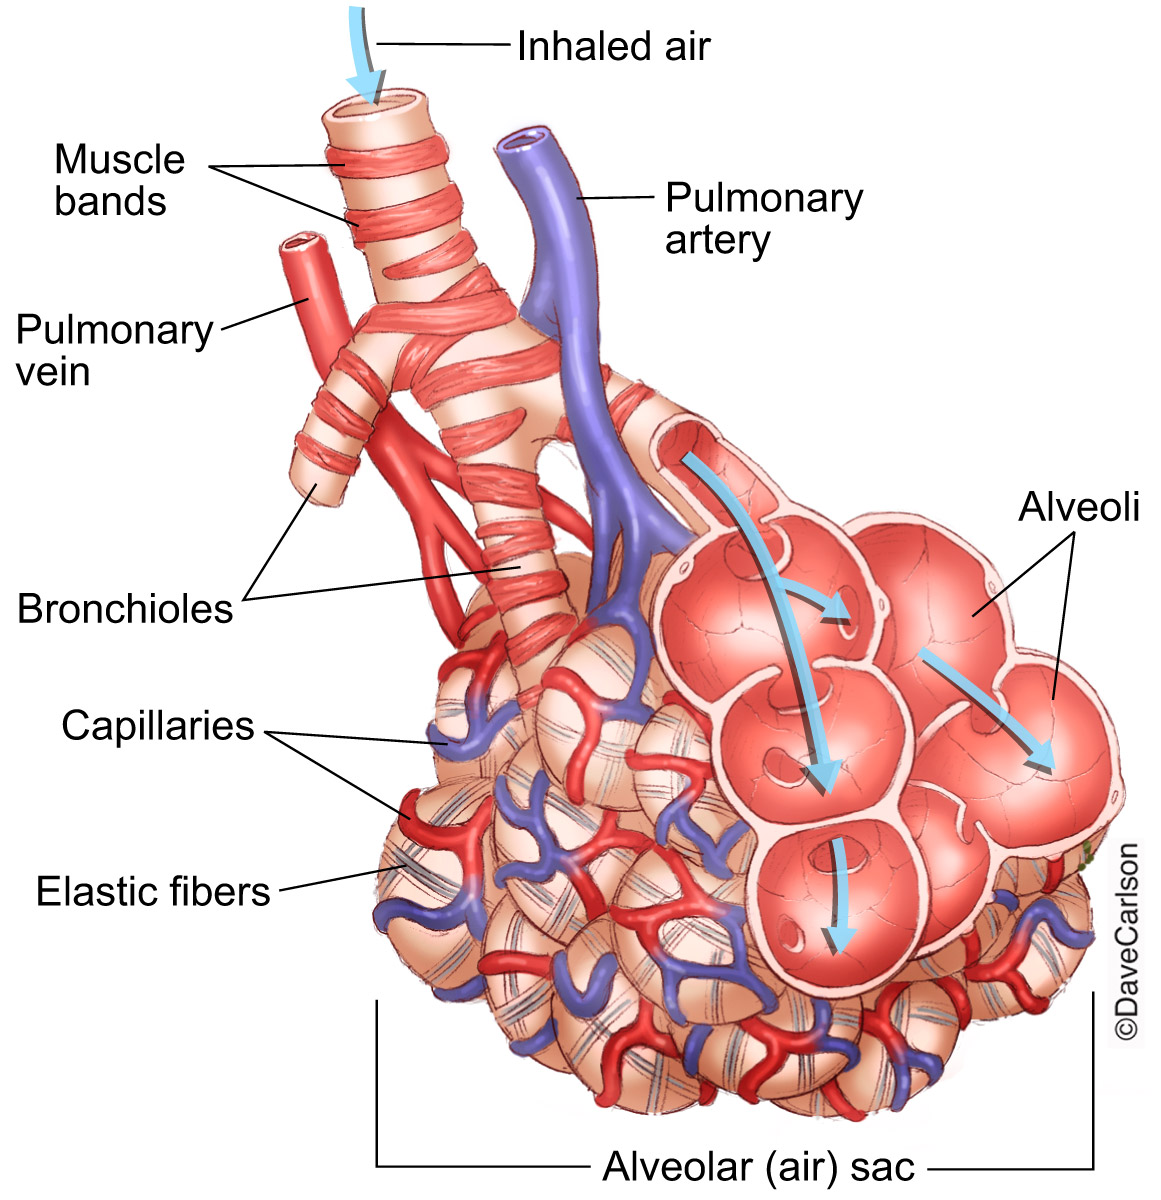 Inhaled air
Muscle
bands
Pulmonary
artery
Pulmonary
vein
Alveoli
Bronchioles
Capillaries
Elastic fibers
©DaveCarlson
Alveolar (air) sac